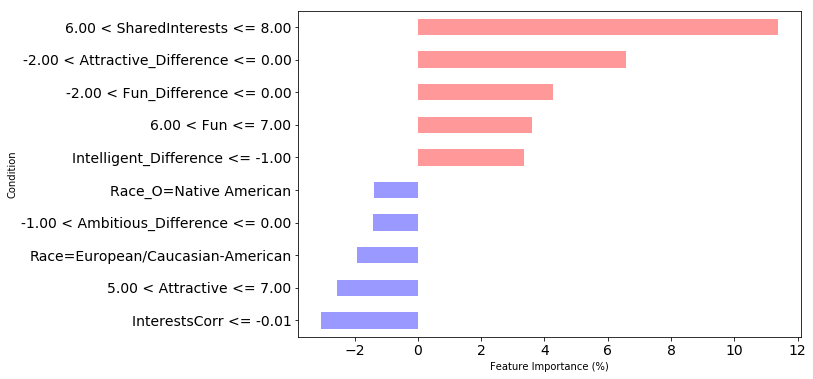 6.00 < SharedInterests <= 8.00
-2.00 < Attractive_Difference <= 0.00
-2.00 < Fun_Difference <= 0.00
6.00 < Fun <= 7.00
Intelligent_Difference <= -1.00
Race_O=Native American
-1.00 < Ambitious_Difference <= 0.00
Race=European/Caucasian-American
5.00 < Attractive <= 7.00
InterestsCorr <= -0.01
Condition
−2 0 2 4 6 8 10 12
Feature Importance (%)